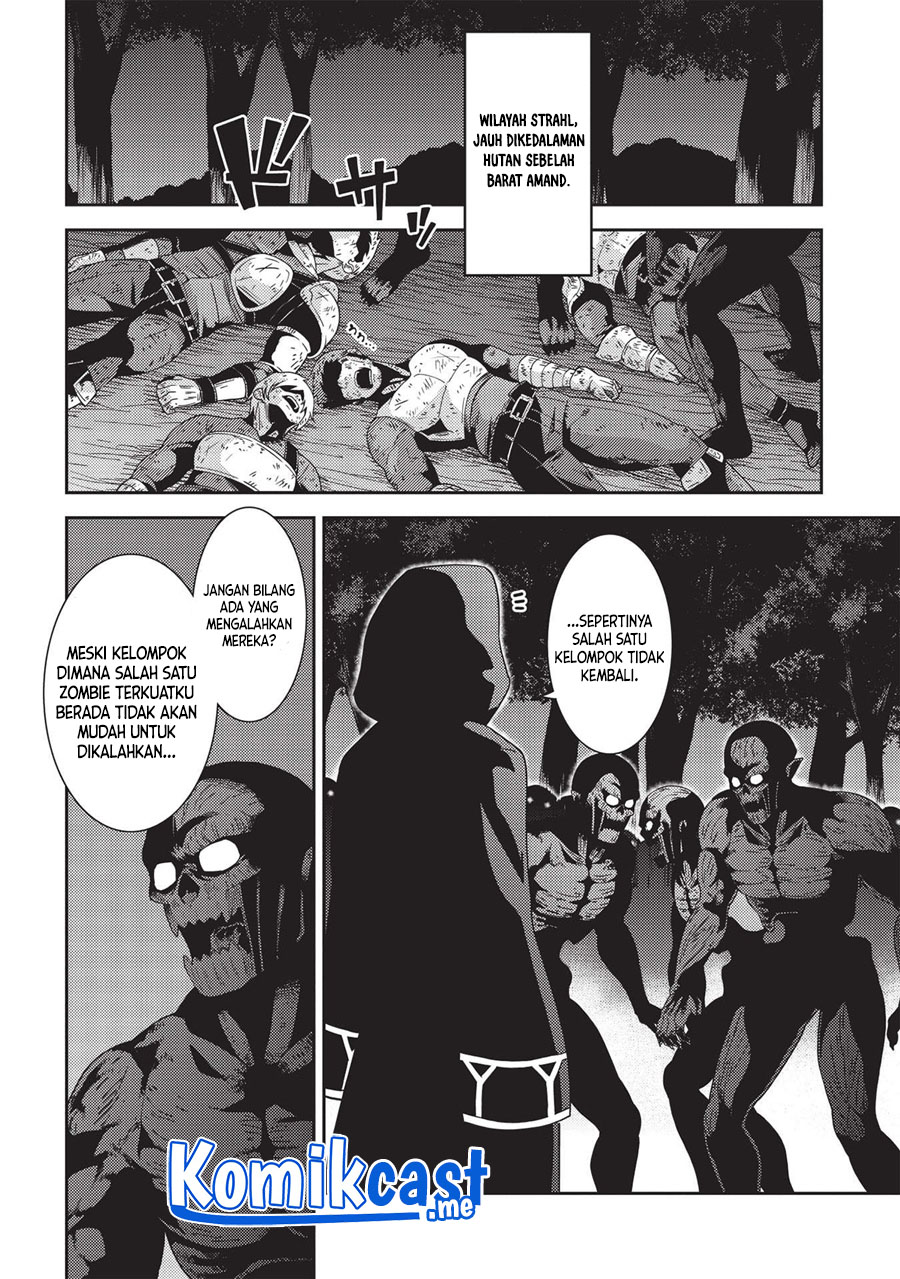 WILAYAH STRAHL,
JAUH DIKEDALAMAN
HUTAN SEBELAH
BARAT AMAND.
ドサ
nn...
...SEPERTINYA
SALAH SATU
KELOMPOK TIDAK
KEMBALI.
JANGAN BILANG
ADA YANG
MENGALAHKAN
MEREKA?
MESKI KELOMPOK
DIMANA SALAH SATU
ZOMBIE TERKUATKU
BERADA TIDAK AKAN
MUDAH UNTUK
DIKALAHKAN...
Komikcast
.me